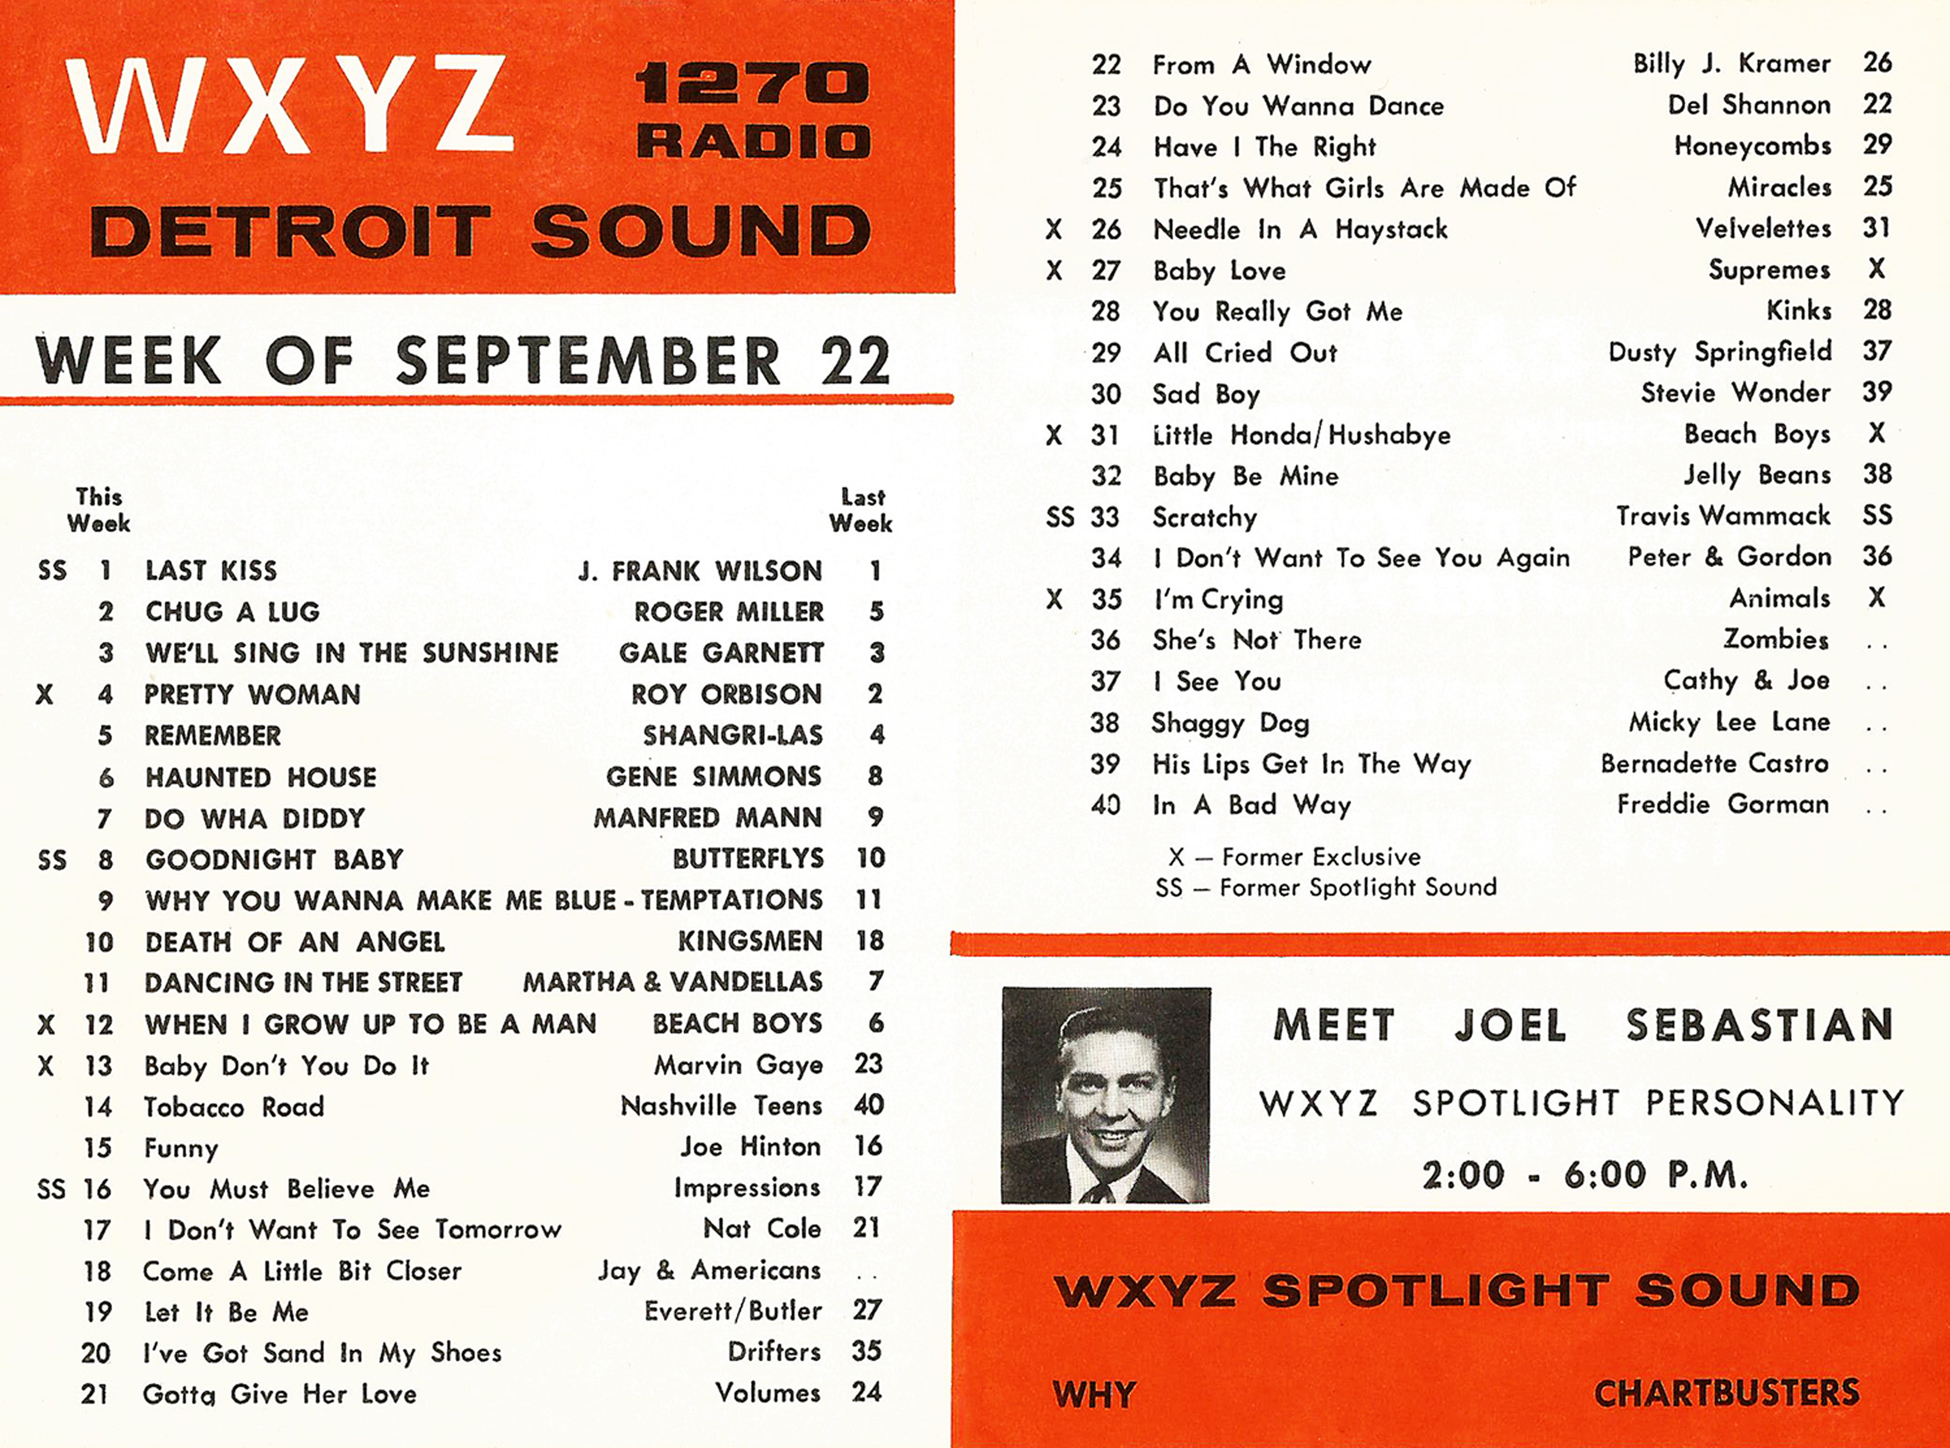 WXYZ 1270 RADIO
DETROIT SOUND
WEEK OF SEPTEMBER 22
This Week Last Week
SS 1 LAST KISS J. FRANK WILSON 1
2 CHUG A LUG ROGER MILLER 5
3 WE'LL SING IN THE SUNSHINE GALE GARNETT 3
X 4 PRETTY WOMAN ROY ORBISON 2
5 REMEMBER SHANGRI-LAS 4
6 HAUNTED HOUSE GENE SIMMONS 8
7 DO WHA DIDDY MANFRED MANN 9
SS 8 GOODNIGHT BABY BUTTERFLYS 10
9 WHY YOU WANNA MAKE ME BLUE - TEMPTATIONS 11
10 DEATH OF AN ANGEL KINGSMEN 18
11 DANCING IN THE STREET MARTHA & VANDELLAS 7
X 12 WHEN I GROW UP TO BE A MAN BEACH BOYS 6
X 13 Baby Don't You Do It Marvin Gaye 23
14 Tobacco Road Nashville Teens 40
15 Funny Joe Hinton 16
SS 16 You Must Believe Me Impressions 17
17 I Don't Want To See Tomorrow Nat Cole 21
18 Come A Little Bit Closer Jay & Americans . .
19 Let It Be Me Everett/Butler 27
20 I've Got Sand In My Shoes Drifters 35
21 Gotta Give Her Love Volumes 24
22 From A Window Billy J. Kramer 26
23 Do You Wanna Dance Del Shannon 22
24 Have I The Right Honeycombs 29
25 That's What Girls Are Made Of Miracles 25
X 26 Needle In A Haystack Velvelettes 31
X 27 Baby Love Supremes X
28 You Really Got Me Kinks 28
29 All Cried Out Dusty Springfield 37
30 Sad Boy Stevie Wonder 39
X 31 Little Honda/Hushabye Beach Boys X
32 Baby Be Mine Jelly Beans 38
SS 33 Scratchy Travis Wammack SS
34 I Don't Want To See You Again Peter & Gordon 36
X 35 I'm Crying Animals X
36 She's Not There Zombies . .
37 I See You Cathy & Joe . .
38 Shaggy Dog Micky Lee Lane . .
39 His Lips Get In The Way Bernadette Castro . .
40 In A Bad Way Freddie Gorman . .
X — Former Exclusive
SS — Former Spotlight Sound
MEET JOEL SEBASTIAN
WXYZ SPOTLIGHT PERSONALITY
2:00 - 6:00 P.M.
WXYZ SPOTLIGHT SOUND
WHY CHARTBUSTERS